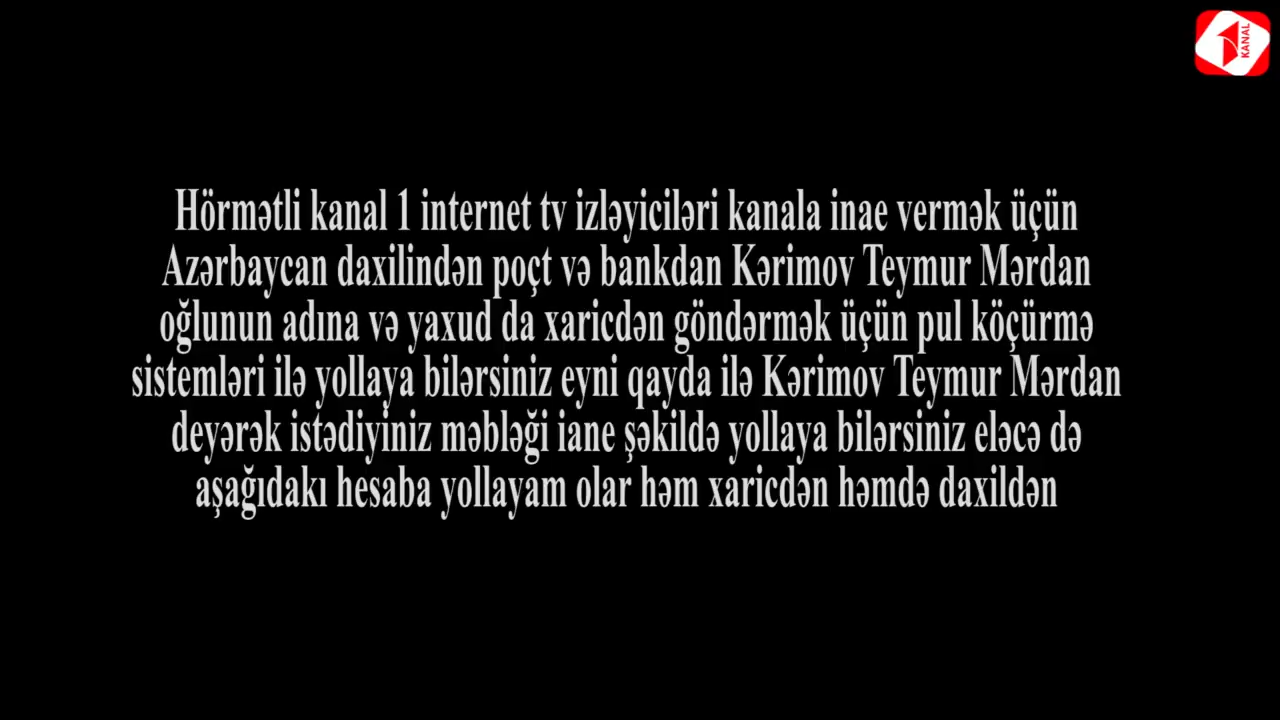 KANAL
Hörmətli kanal 1 internet tv izləyiciləri kanala inae vermək üçün
Azərbaycan daxilindən poçt və bankdan Kərimov Teymur Mərdan
oğlunun adına və yaxud da xaricdən göndərmək üçün pul köçürmə
sistemləri ilə yollaya bilərsiniz eyni qayda ilə Kərimov Teymur Mərdan
deyərək istədiyiniz məbləği iane şəkildə yollaya bilərsiniz eləcə də
aşağıdakı hesaba yollayam olar həm xaricdən həmdə daxildən